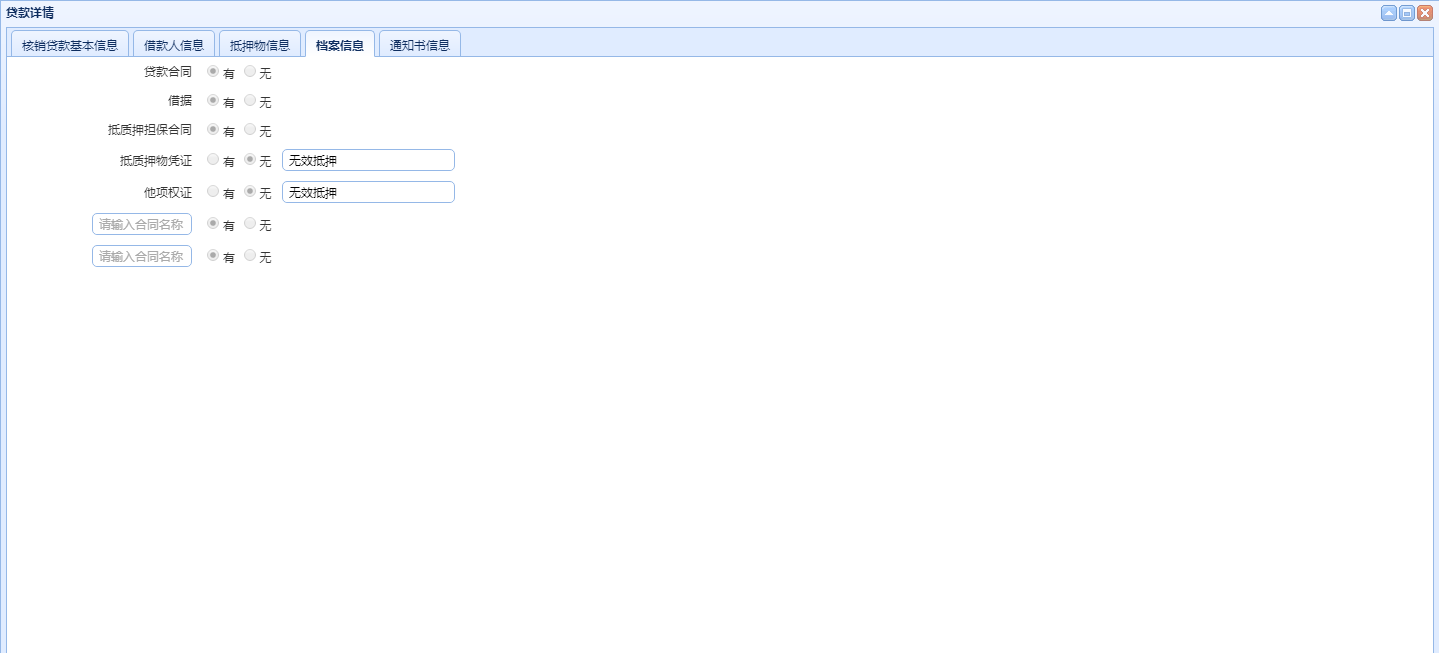 贷款详情
核销贷款基本信息 借款人信息 抵押物信息 档案信息 通知书信息
贷款合同 有 无
借据 有 无
抵质押担保合同 有 无
抵质押物凭证 有 无 无效抵押
他项权证 有 无 无效抵押
请输入合同名称 有 无
请输入合同名称 有 无